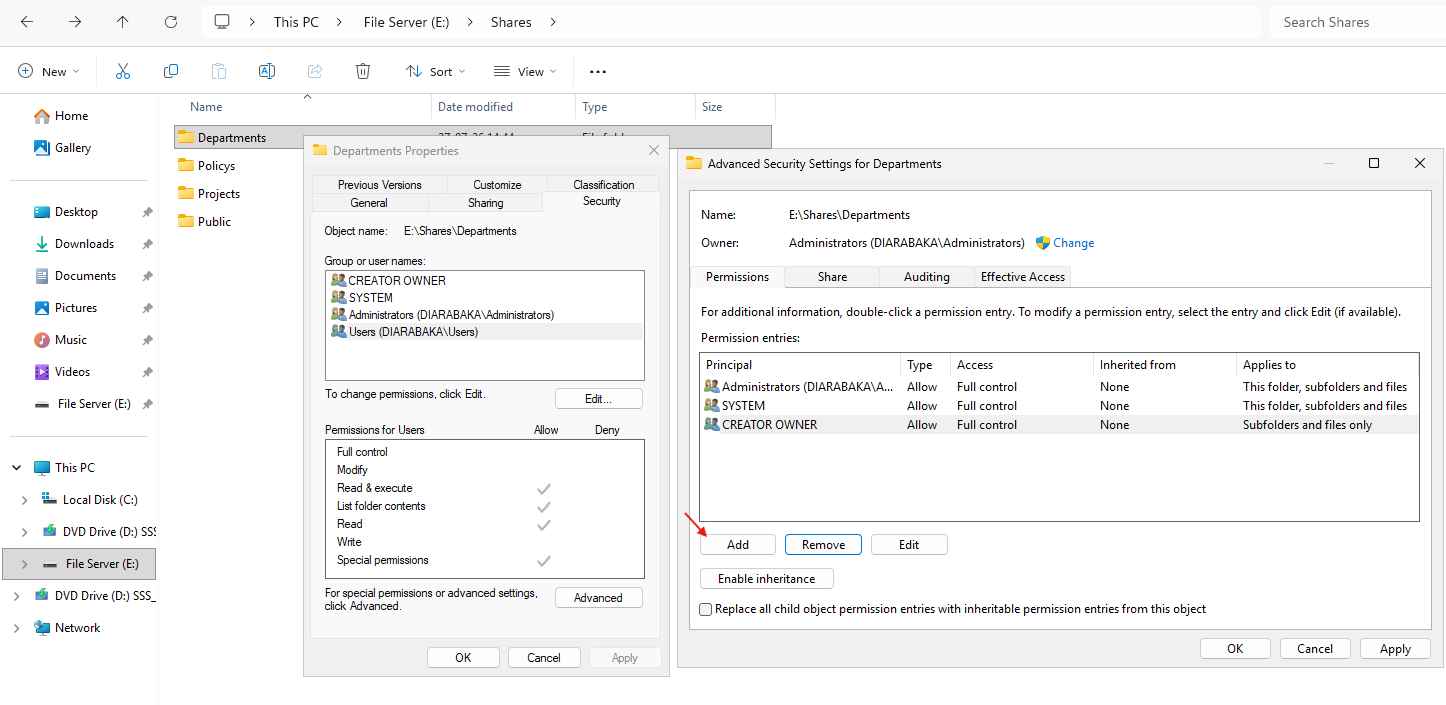 This PC > File Server (E:) > Shares >
Search Shares
New
Sort
View
Name
Date modified
Type
Size
Home
Gallery
Desktop
Downloads
Documents
Pictures
Music
Videos
File Server (E:)
This PC
Local Disk (C:)
DVD Drive (D:) SSS
File Server (E:)
DVD Drive (D:) SSS_
Network
Departments
Policys
Projects
Public
Departments Properties
Previous Versions Customize Classification
General Sharing Security
Object name: E:\Shares\Departments
Group or user names:
CREATOR OWNER
SYSTEM
Administrators (DIARABAKA\Administrators)
Users (DIARABAKA\Users)
To change permissions, click Edit.
Edit...
Permissions for Users Allow Deny
Full control
Modify
Read & execute
List folder contents
Read
Write
Special permissions
For special permissions or advanced settings,
click Advanced.
Advanced
OK Cancel Apply
Advanced Security Settings for Departments
Name: E:\Shares\Departments
Owner: Administrators (DIARABAKA\Administrators) Change
Permissions Share Auditing Effective Access
For additional information, double-click a permission entry. To modify a permission entry, select the entry and click Edit (if available).
Permission entries:
Principal Type Access Inherited from Applies to
Administrators (DIARABAKA\A... Allow Full control None This folder, subfolders and files
SYSTEM Allow Full control None This folder, subfolders and files
CREATOR OWNER Allow Full control None Subfolders and files only
Add Remove Edit
Enable inheritance
Replace all child object permission entries with inheritable permission entries from this object
OK Cancel Apply